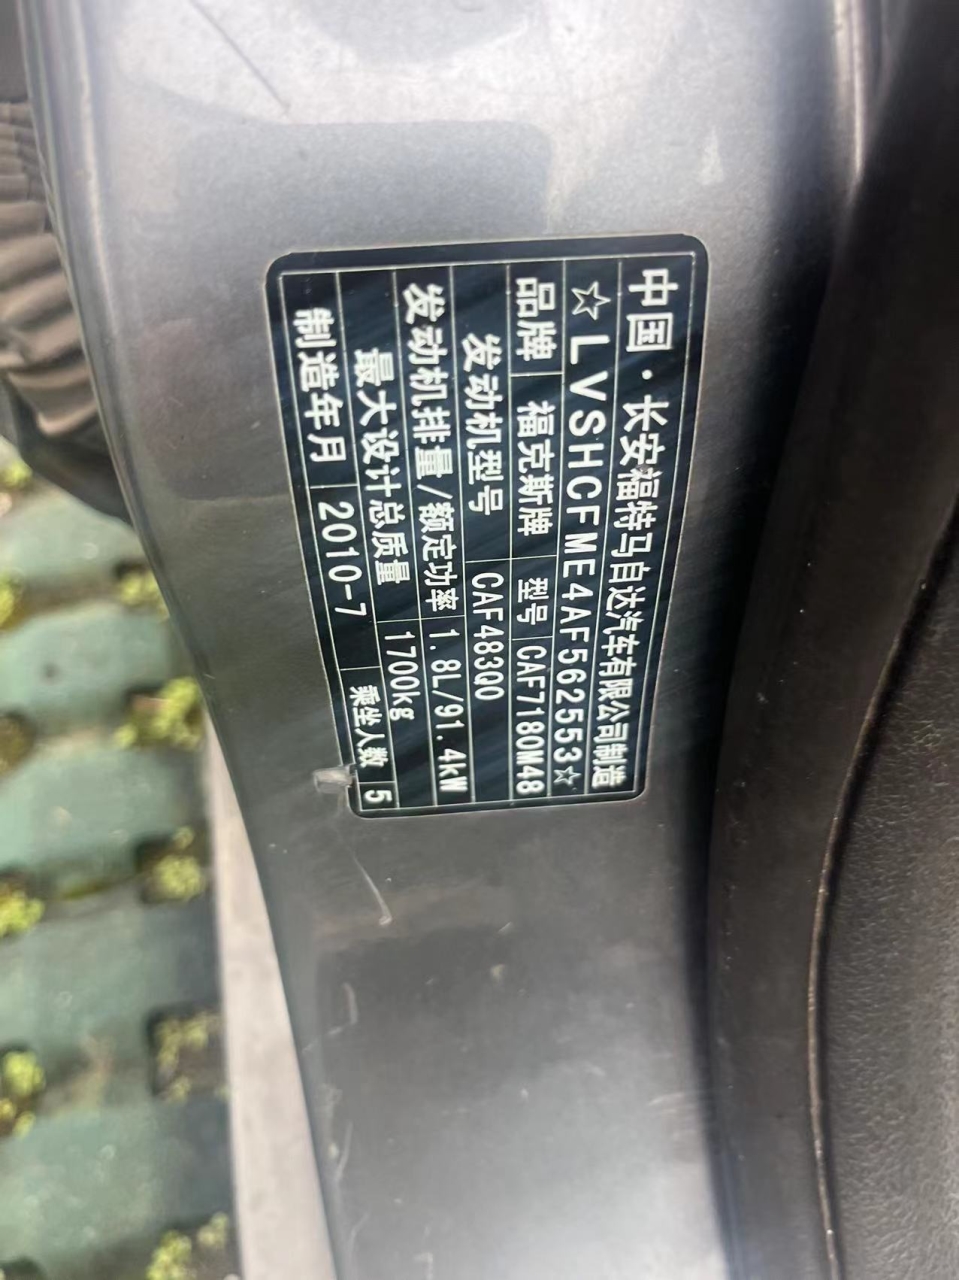 中国·长安福特马自达汽车有限公司制造
☆LVSHCFME4AF562553☆
品牌 福克斯牌 型号 CAF7180M48
发动机型号 CAF483Q0
发动机排量/额定功率 1.8L/91.4kW
最大设计总质量 1700kg
制造年月 2010-7 乘坐人数 5